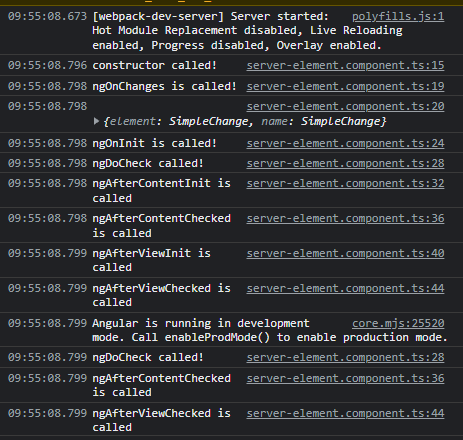 09:55:08.673 [webpack-dev-server] Server started: polyfills.js:1
Hot Module Replacement disabled, Live Reloading
enabled, Progress disabled, Overlay enabled.
09:55:08.796 constructor called! server-element.component.ts:15
09:55:08.798 ngOnChanges is called! server-element.component.ts:19
09:55:08.798 server-element.component.ts:20
▶ {element: SimpleChange, name: SimpleChange}
09:55:08.798 ngOnInit is called! server-element.component.ts:24
09:55:08.798 ngDoCheck called! server-element.component.ts:28
09:55:08.798 ngAfterContentInit is server-element.component.ts:32
called
09:55:08.798 ngAfterContentChecked server-element.component.ts:36
is called
09:55:08.799 ngAfterViewInit is server-element.component.ts:40
called
09:55:08.799 ngAfterViewChecked is server-element.component.ts:44
called
09:55:08.799 Angular is running in development core.mjs:25520
mode. Call enableProdMode() to enable production mode.
09:55:08.799 ngDoCheck called! server-element.component.ts:28
09:55:08.799 ngAfterContentChecked server-element.component.ts:36
is called
09:55:08.799 ngAfterViewChecked is server-element.component.ts:44
called